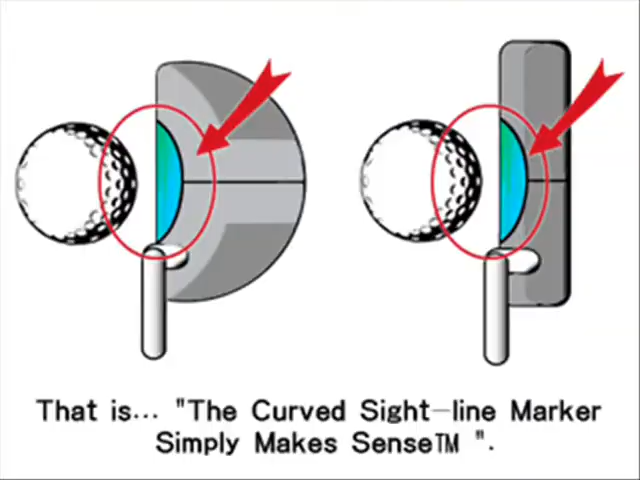 That is... "The Curved Sight-line Marker
Simply Makes Sense™ ".